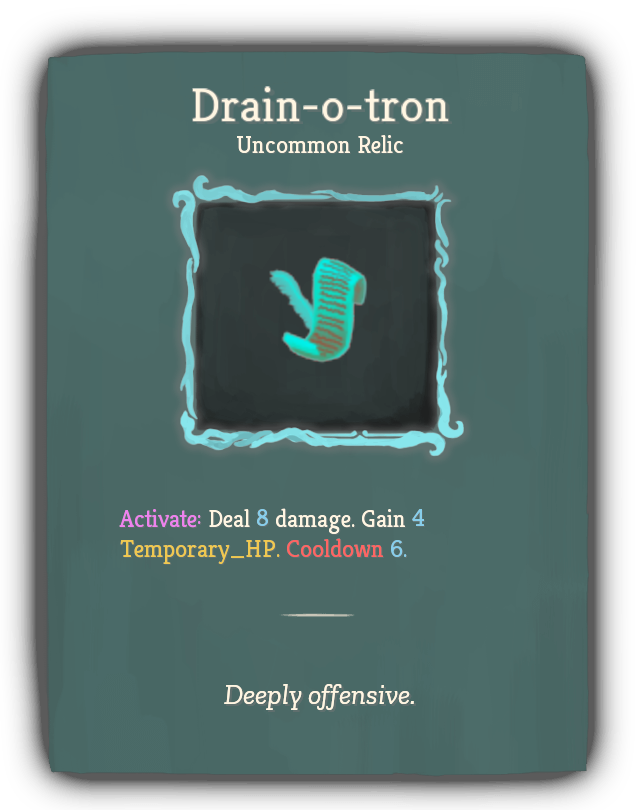 Drain-o-tron
Uncommon Relic
Activate: Deal 8 damage. Gain 4
Temporary_HP. Cooldown 6.
Deeply offensive.